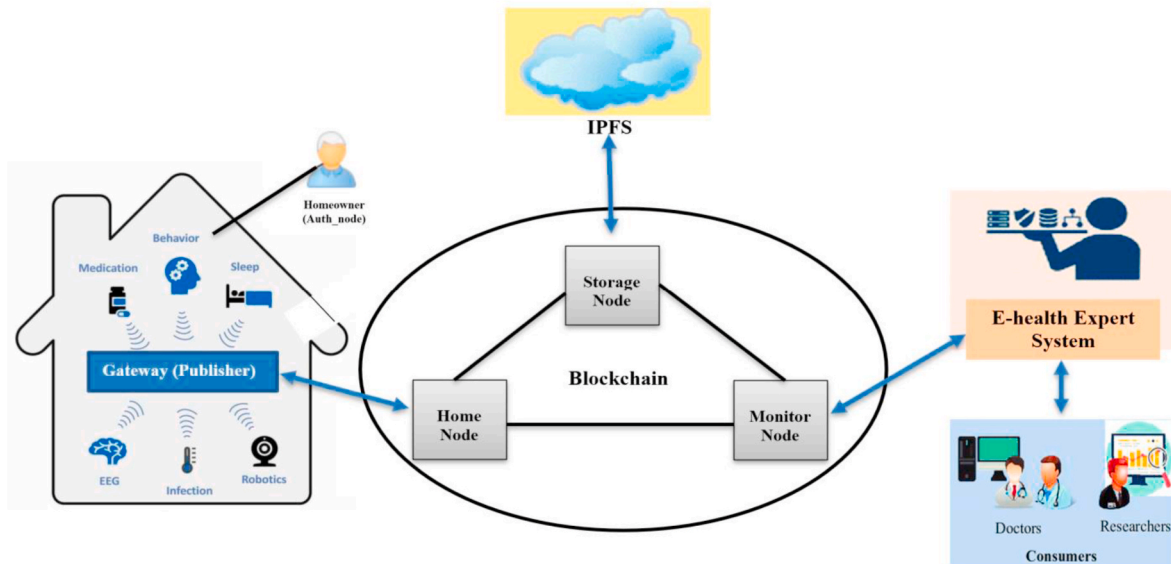 IPFS
Homeowner
(Auth_node)
Behavior
Medication
Sleep
Gateway (Publisher)
EEG
Infection
Robotics
Storage
Node
Blockchain
Home
Node
Monitor
Node
E-health Expert
System
Doctors
Researchers
Consumers